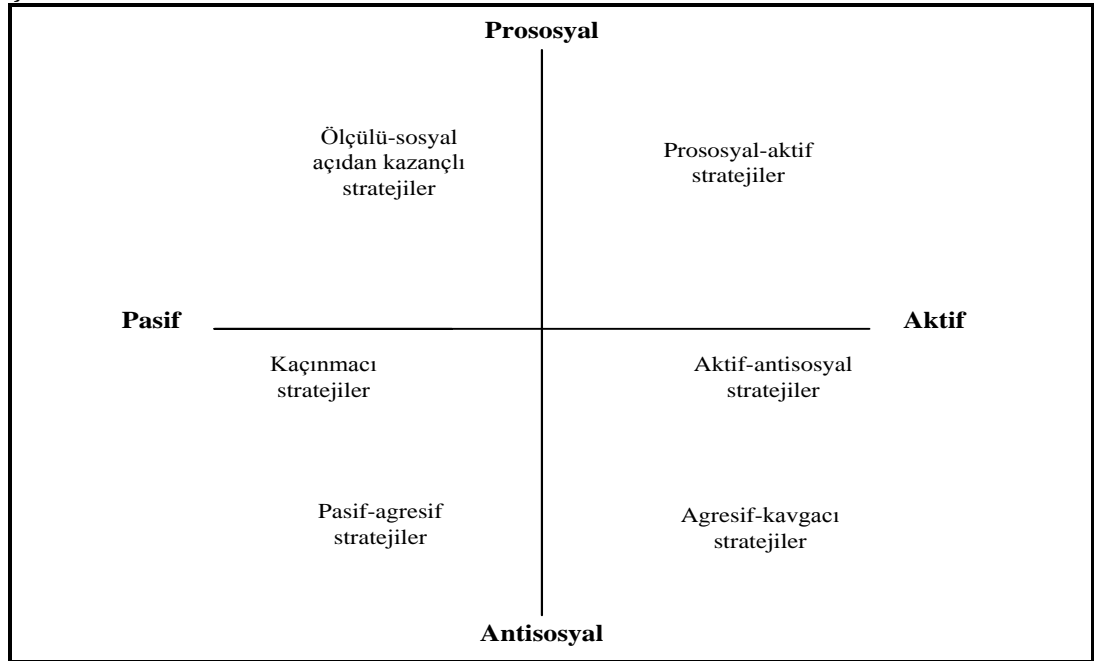 Prososyal
Ölçülü-sosyal
açıdan kazançlı
stratejiler
Prososyal-aktif
stratejiler
Pasif
Aktif
Kaçınmacı
stratejiler
Aktif-antisosyal
stratejiler
Pasif-agresif
stratejiler
Agresif-kavgacı
stratejiler
Antisosyal